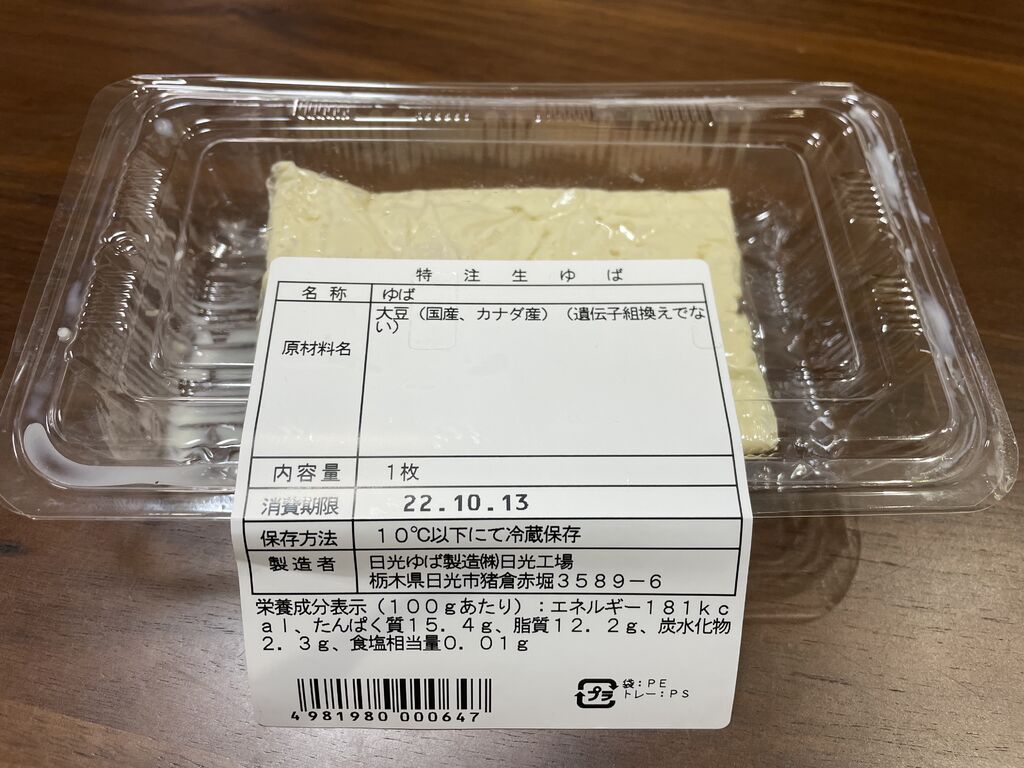 特注生ゆば
名称 ゆば
原材料名 大豆（国産、カナダ産）（遺伝子組換えでな
い）
内容量 １枚
消費期限 22.10.13
保存方法 １０℃以下にて冷蔵保存
製造者 日光ゆば製造㈱日光工場
栃木県日光市猪倉赤堀３５８９－６
栄養成分表示（１００ｇあたり）：エネルギー１８１ｋｃ
ａｌ、たんぱく質１５．４ｇ、脂質１２．２ｇ、炭水化物
２．３ｇ、食塩相当量０．０１ｇ
4981980 000647
プラ
袋：ＰＥ
トレー：ＰＳ